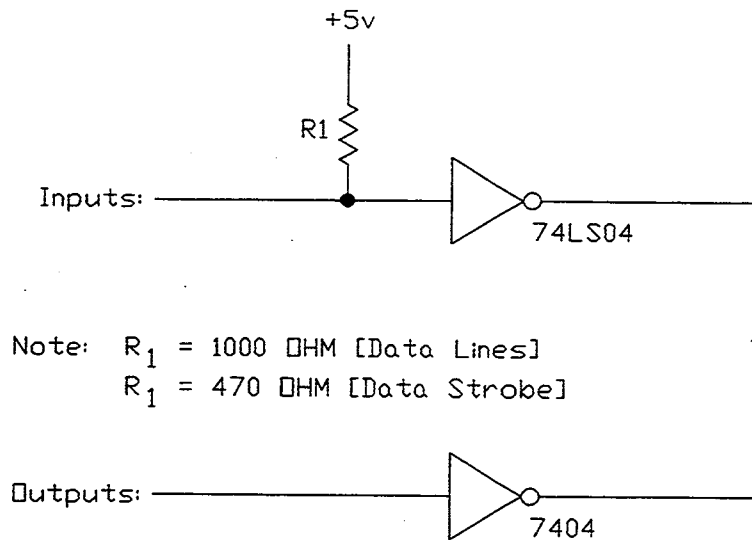 +5v
R1
Inputs:
74LS04
Note: R1 = 1000 OHM [Data Lines]
R1 = 470 OHM [Data Strobe]
Outputs:
7404